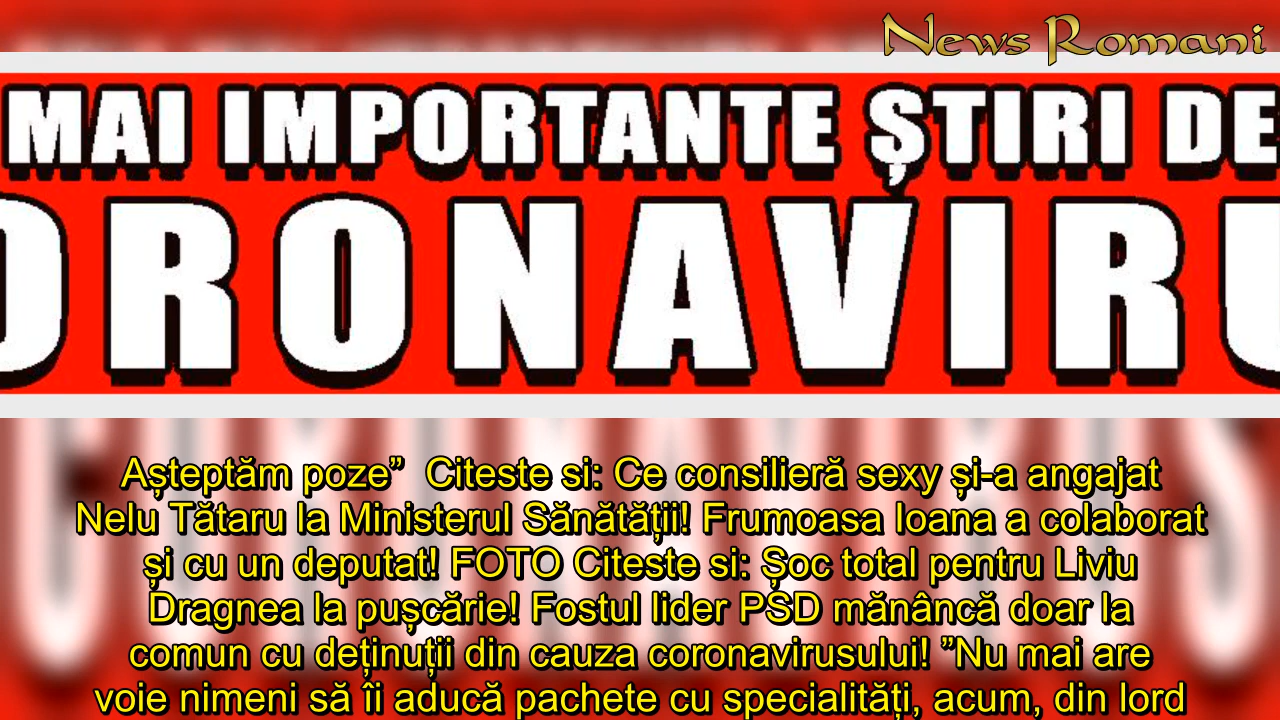 News Romani
MAI IMPORTANTE ȘTIRI DE
ORONAVIRU
Așteptăm poze”  Citeste si: Ce consilieră sexy și-a angajat
Nelu Tătaru la Ministerul Sănătății! Frumoasa Ioana a colaborat
și cu un deputat! FOTO Citeste si: Șoc total pentru Liviu
Dragnea la pușcărie! Fostul lider PSD mănâncă doar la
comun cu deținuții din cauza coronavirusului! ”Nu mai are
voie nimeni să îi aducă pachete cu specialități, acum, din lord